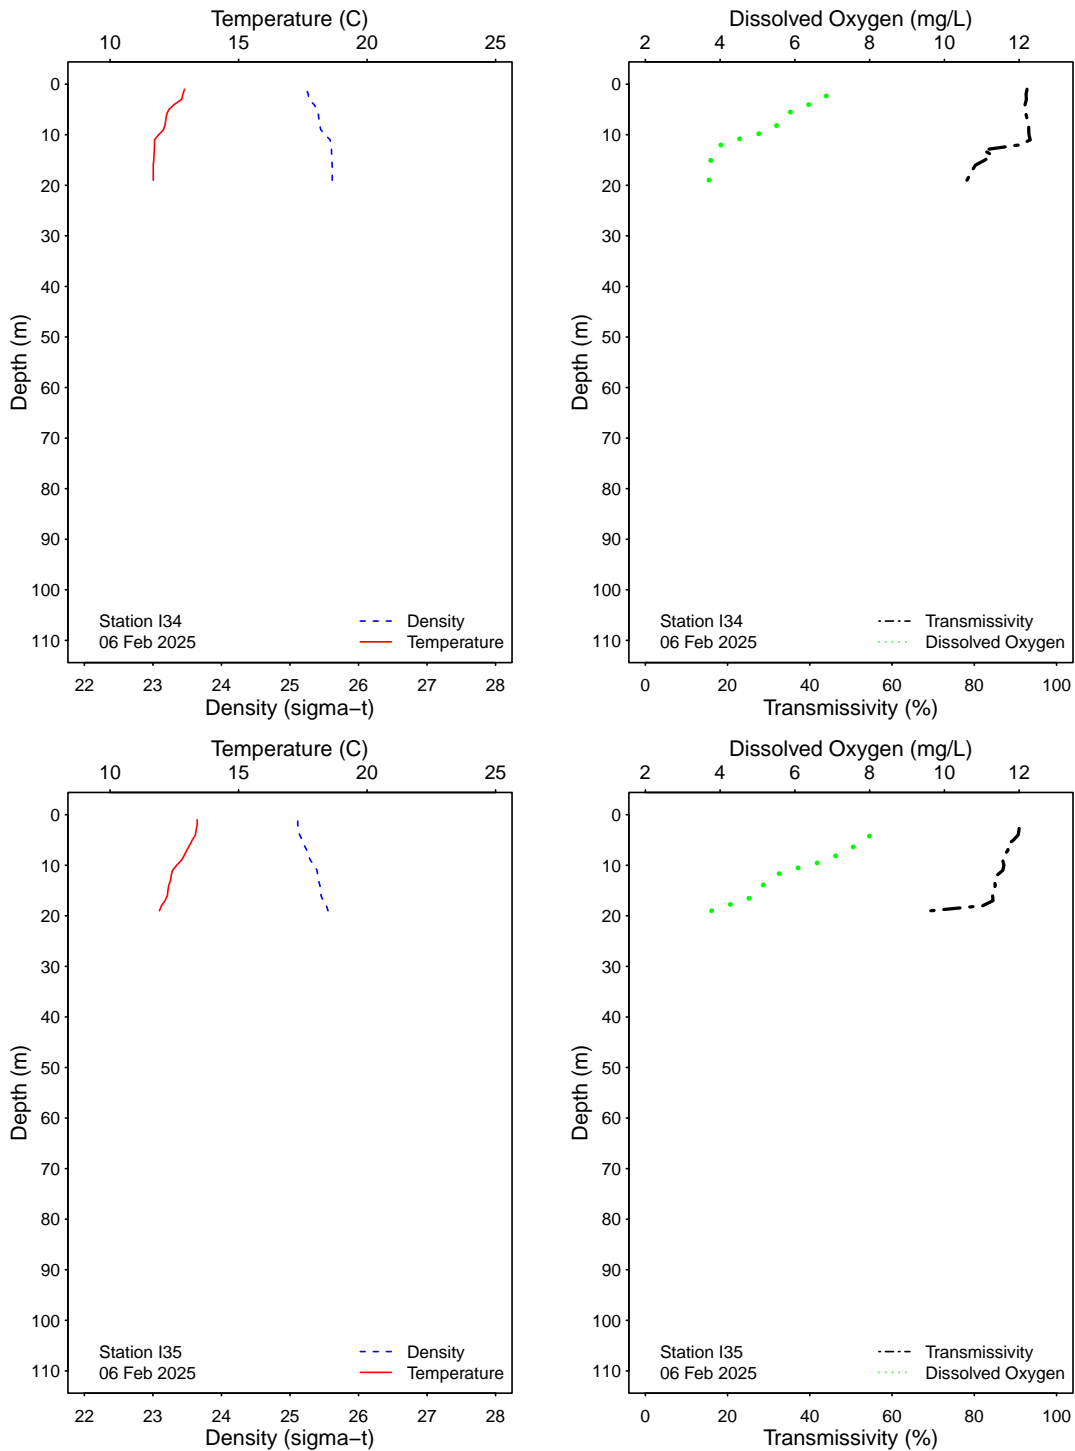 Temperature (C)
10 15 20 25
0
10
20
30
40
50
60
70
80
90
100
110
Depth (m)
Station I34
06 Feb 2025
Density
Temperature
22 23 24 25 26 27 28
Density (sigma−t)
Dissolved Oxygen (mg/L)
2 4 6 8 10 12
0
10
20
30
40
50
60
70
80
90
100
110
Depth (m)
Station I34
06 Feb 2025
Transmissivity
Dissolved Oxygen
0 20 40 60 80 100
Transmissivity (%)
Temperature (C)
10 15 20 25
0
10
20
30
40
50
60
70
80
90
100
110
Depth (m)
Station I35
06 Feb 2025
Density
Temperature
22 23 24 25 26 27 28
Density (sigma−t)
Dissolved Oxygen (mg/L)
2 4 6 8 10 12
0
10
20
30
40
50
60
70
80
90
100
110
Depth (m)
Station I35
06 Feb 2025
Transmissivity
Dissolved Oxygen
0 20 40 60 80 100
Transmissivity (%)